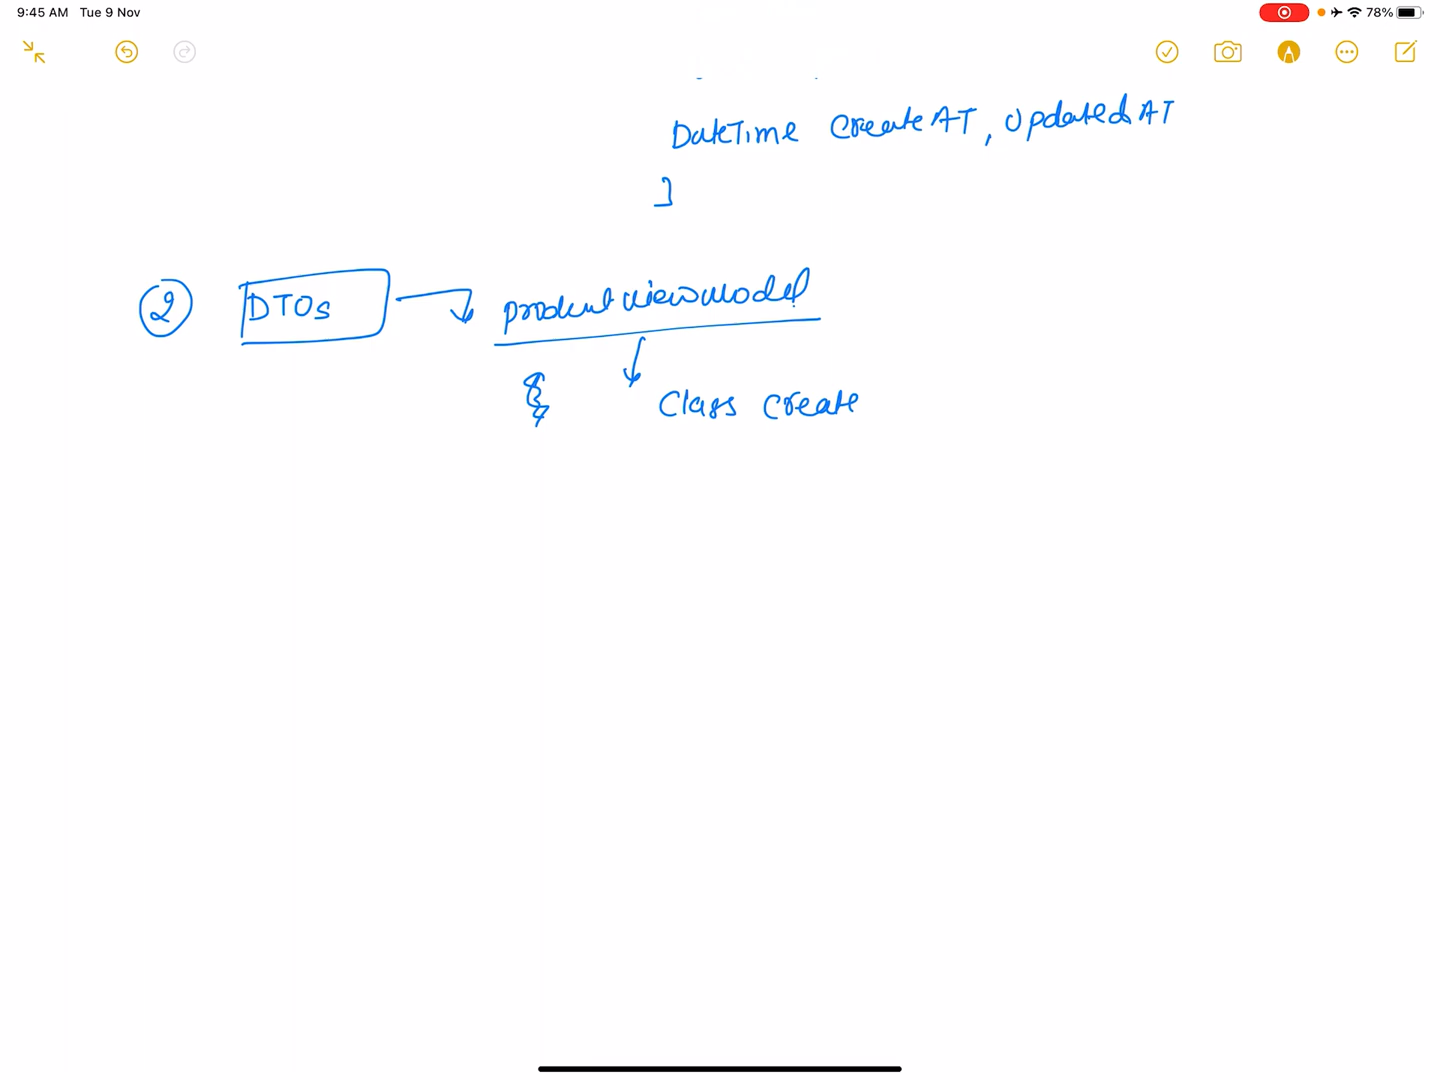 9:45 AM Tue 9 Nov
78%
DateTime CreateAT, UpdatedAT
}
2 DTOs productviewmodel
{ Class Create